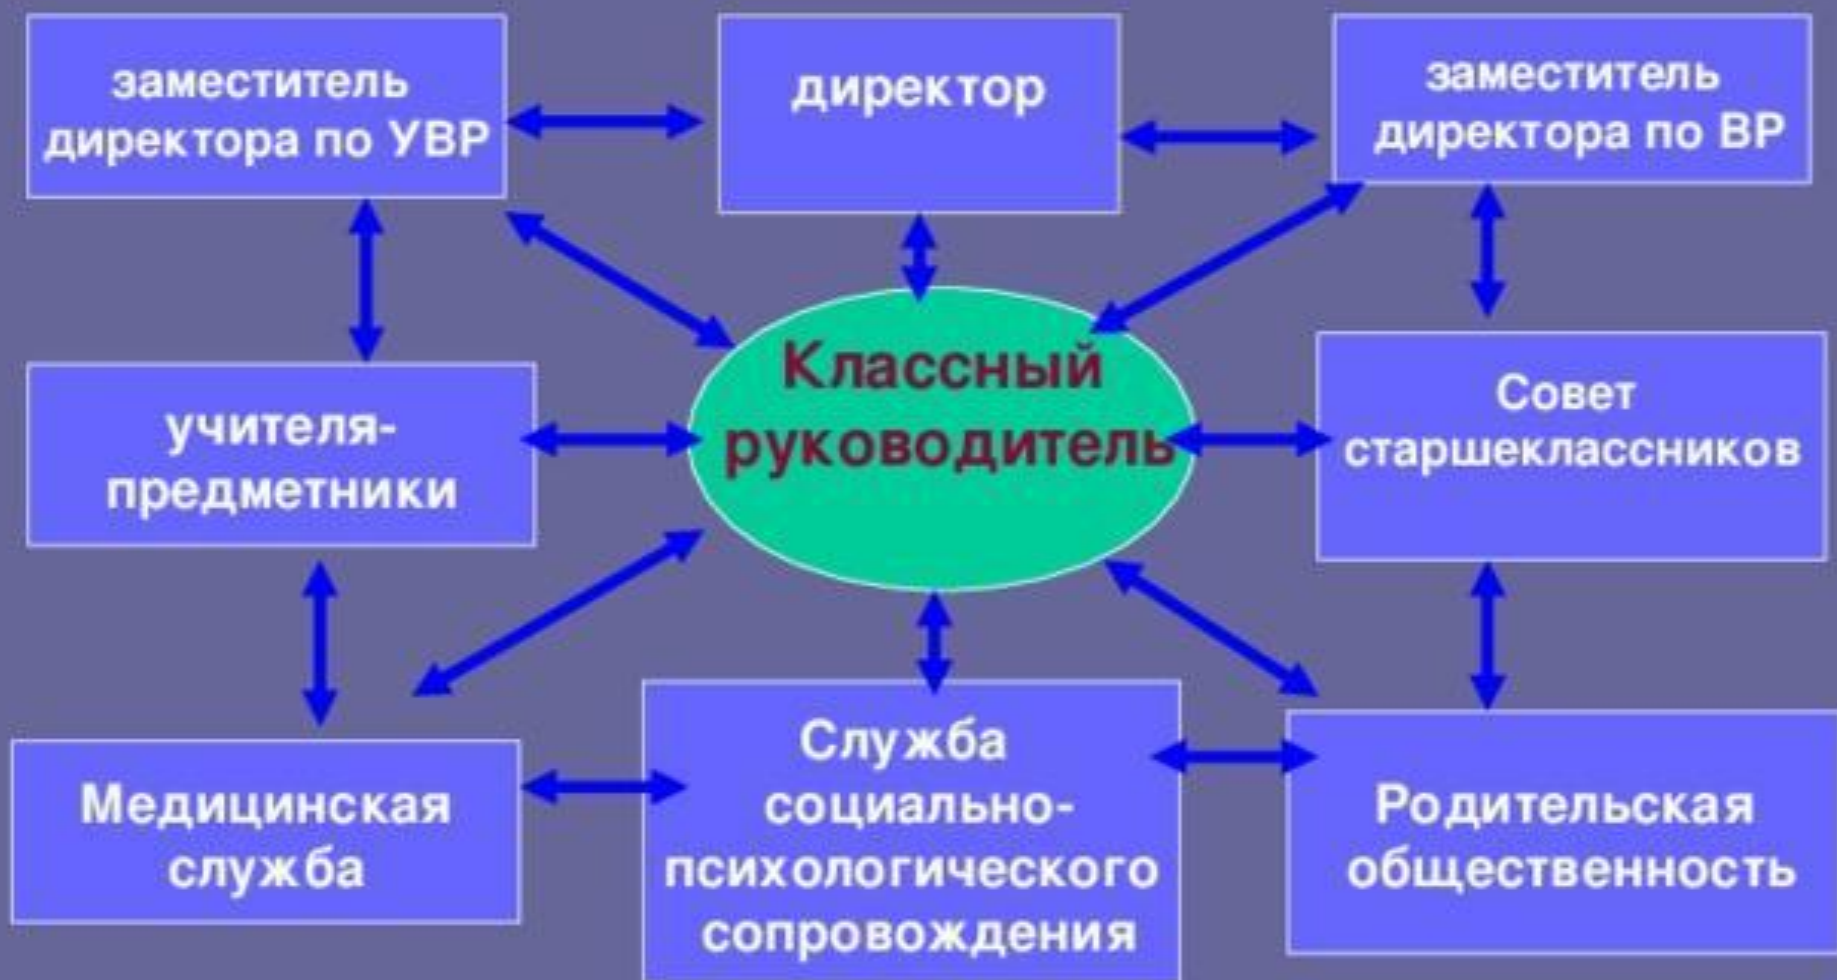 заместитель
директора по УВР
директор
заместитель
директора по ВР
Классный
руководитель
учителя-
предметники
Совет
старшеклассников
Медицинская
служба
Служба
социально-
психологического
сопровождения
Родительская
общественность